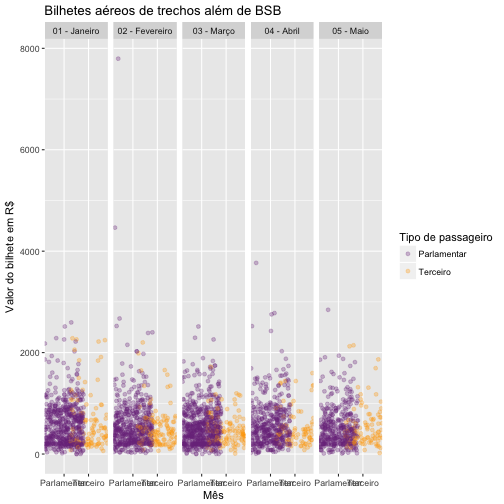 Bilhetes aéreos de trechos além de BSB
01 - Janeiro
02 - Fevereiro
03 - Março
04 - Abril
05 - Maio
Valor do bilhete em R$
8000
6000
4000
2000
0
Parlamentar Terceiro
Parlamentar Terceiro
Parlamentar Terceiro
Parlamentar Terceiro
Parlamentar Terceiro
Mês
Tipo de passageiro
Parlamentar
Terceiro